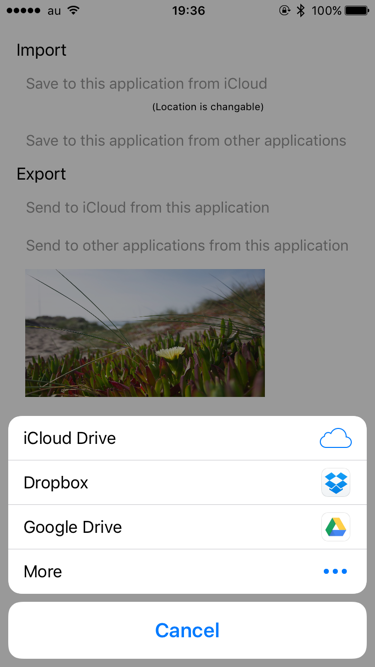 au 19:36 100%
Import
Save to this application from iCloud
(Location is changable)
Save to this application from other applications
Export
Send to iCloud from this application
Send to other applications from this application
iCloud Drive
Dropbox
Google Drive
More
Cancel